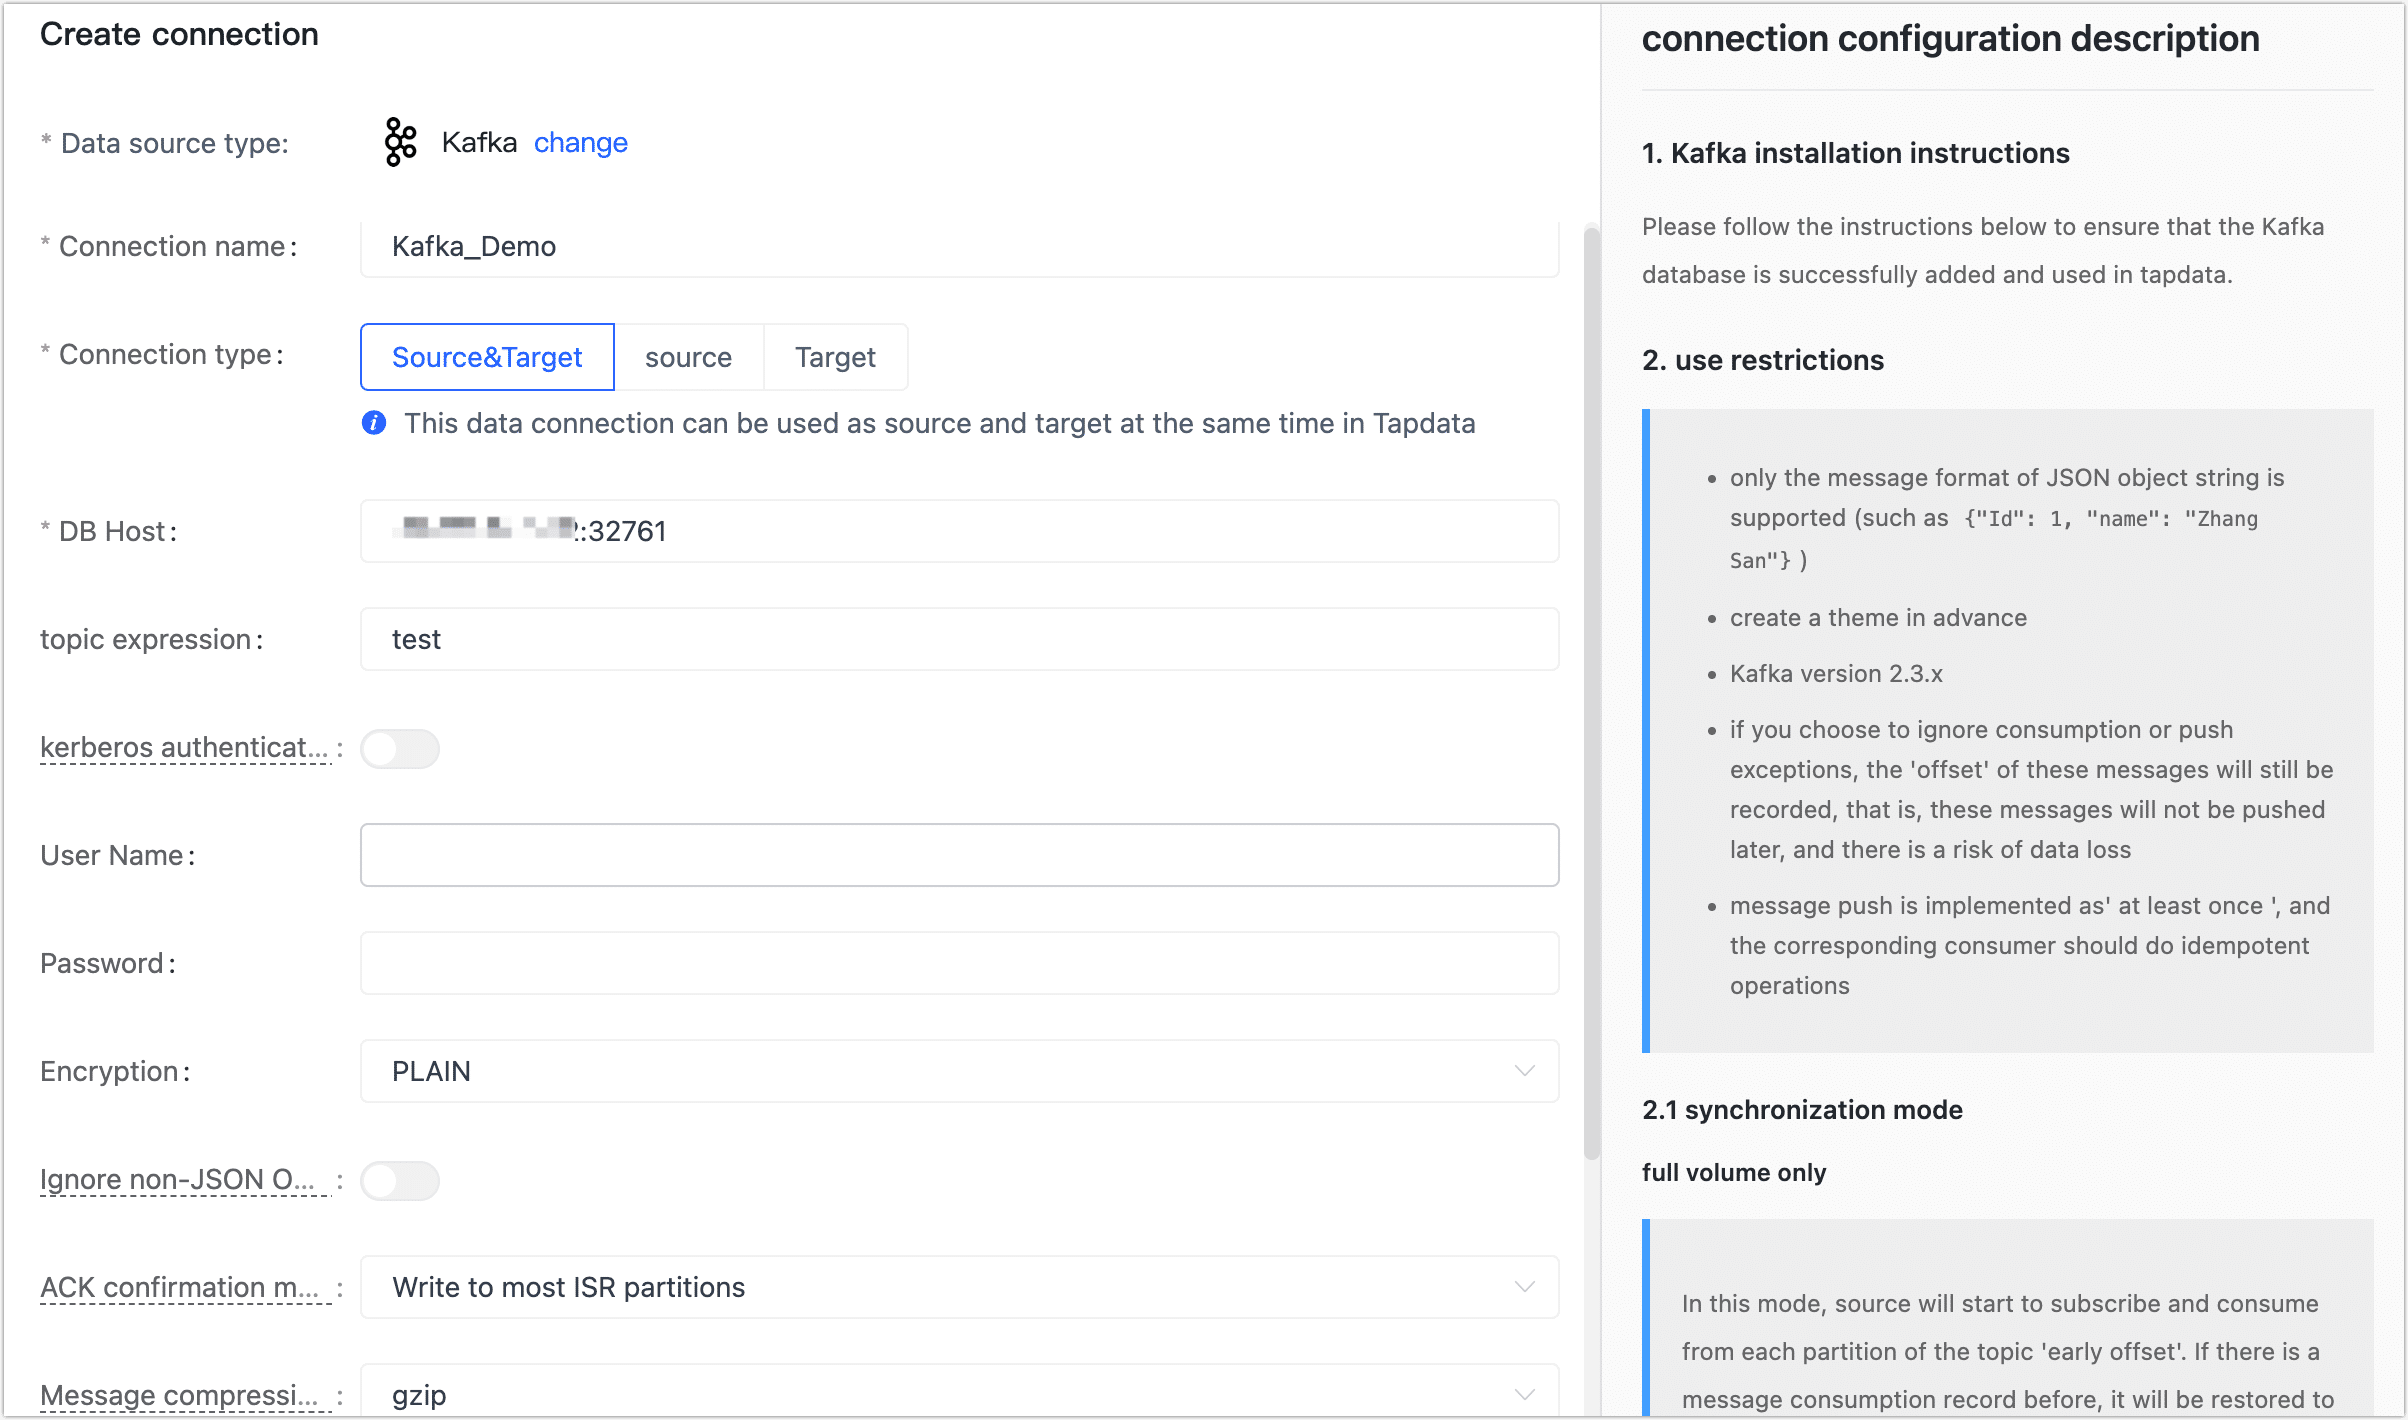 Create connection
* Data source type: Kafka change
* Connection name: Kafka_Demo
* Connection type: Source&Target source Target
This data connection can be used as source and target at the same time in Tapdata
* DB Host: :32761
topic expression: test
kerberos authenticat... :
User Name:
Password:
Encryption: PLAIN
Ignore non-JSON O... :
ACK confirmation m... : Write to most ISR partitions
Message compressi... : gzip
connection configuration description
1. Kafka installation instructions
Please follow the instructions below to ensure that the Kafka
database is successfully added and used in tapdata.
2. use restrictions
• only the message format of JSON object string is
supported (such as {"Id": 1, "name": "Zhang
San"} )
• create a theme in advance
• Kafka version 2.3.x
• if you choose to ignore consumption or push
exceptions, the 'offset' of these messages will still be
recorded, that is, these messages will not be pushed
later, and there is a risk of data loss
• message push is implemented as' at least once ', and
the corresponding consumer should do idempotent
operations
2.1 synchronization mode
full volume only
In this mode, source will start to subscribe and consume
from each partition of the topic 'early offset'. If there is a
message consumption record before, it will be restored to